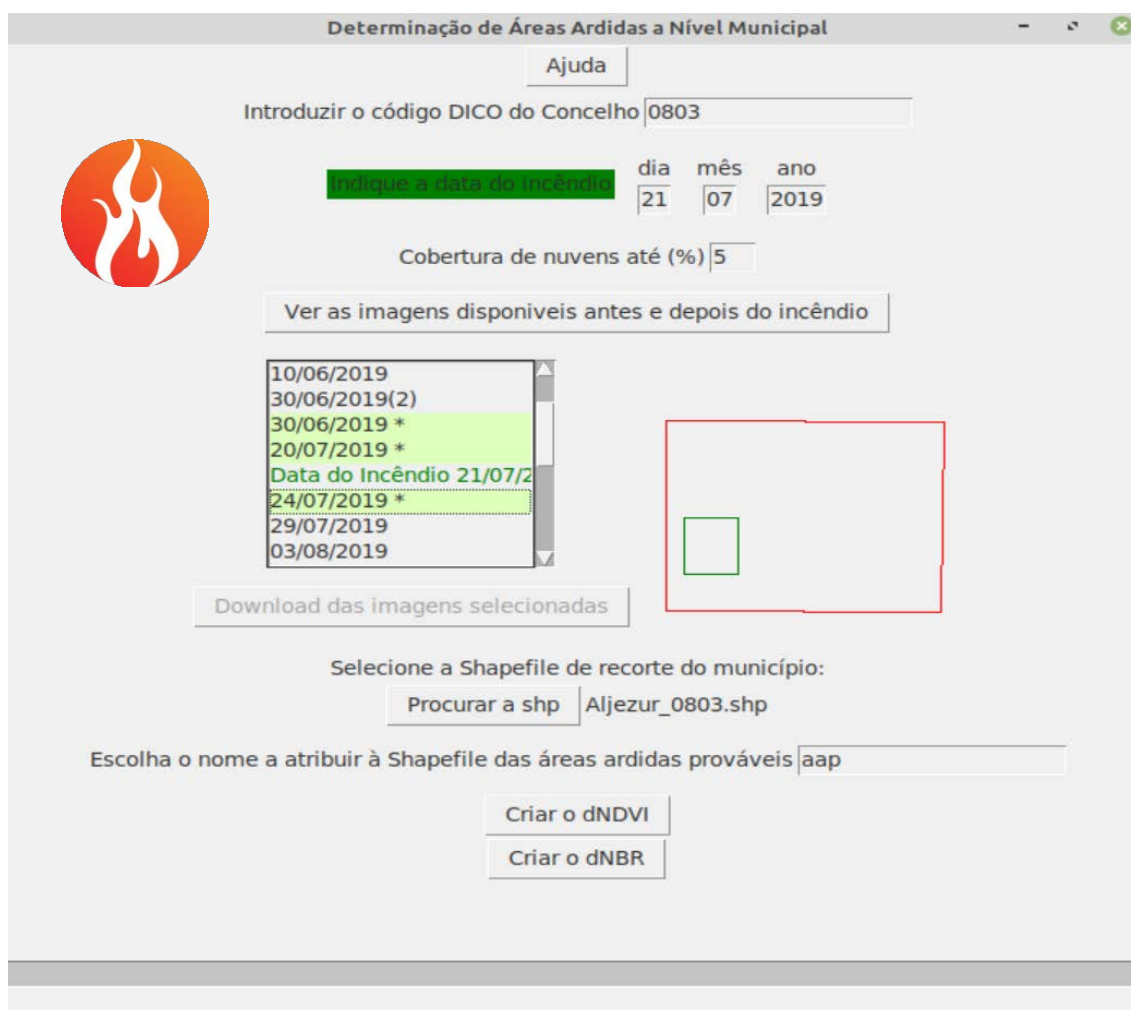 Determinação de Áreas Ardidas a Nível Municipal
Ajuda
Introduzir o código DICO do Concelho 0803
Indique a data do incêndio
dia mês ano
21 07 2019
Cobertura de nuvens até (%) 5
Ver as imagens disponiveis antes e depois do incêndio
10/06/2019
30/06/2019(2)
30/06/2019 *
20/07/2019 *
Data do Incêndio 21/07/2
24/07/2019 *
29/07/2019
03/08/2019
Download das imagens selecionadas
Selecione a Shapefile de recorte do município:
Procurar a shp Aljezur_0803.shp
Escolha o nome a atribuir à Shapefile das áreas ardidas prováveis aap
Criar o dNDVI
Criar o dNBR